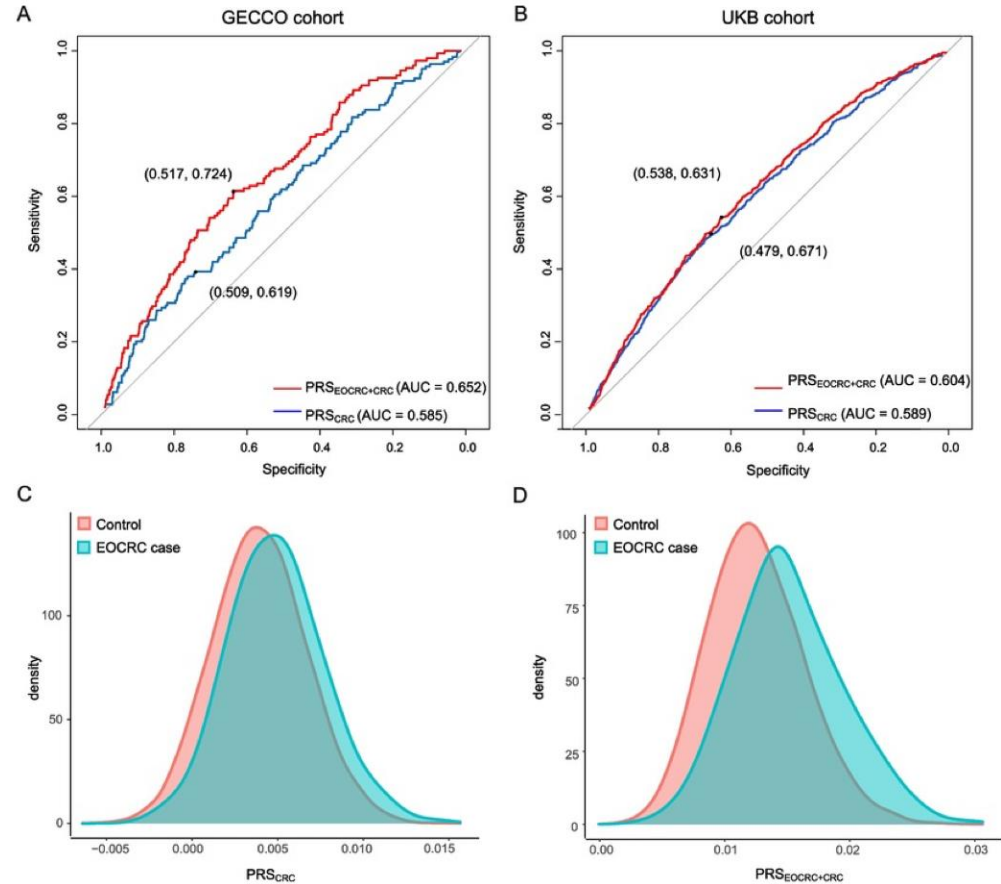 A
GECCO cohort
1.0
0.8
0.6
0.4
0.2
0.0
Sensitivity
(0.517, 0.724)
(0.509, 0.619)
PRSEOCRC+CRC (AUC = 0.652)
PRSCRC (AUC = 0.585)
1.0 0.8 0.6 0.4 0.2 0.0
Specificity
B
UKB cohort
1.0
0.8
0.6
0.4
0.2
0.0
Sensitivity
(0.538, 0.631)
(0.479, 0.671)
PRSEOCRC+CRC (AUC = 0.604)
PRSCRC (AUC = 0.589)
1.0 0.8 0.6 0.4 0.2 0.0
Specificity
C
Control
EOCRC case
100
50
0
density
−0.005 0.000 0.005 0.010 0.015
PRSCRC
D
Control
EOCRC case
100
75
50
25
0
density
0.00 0.01 0.02 0.03
PRSEOCRC+CRC